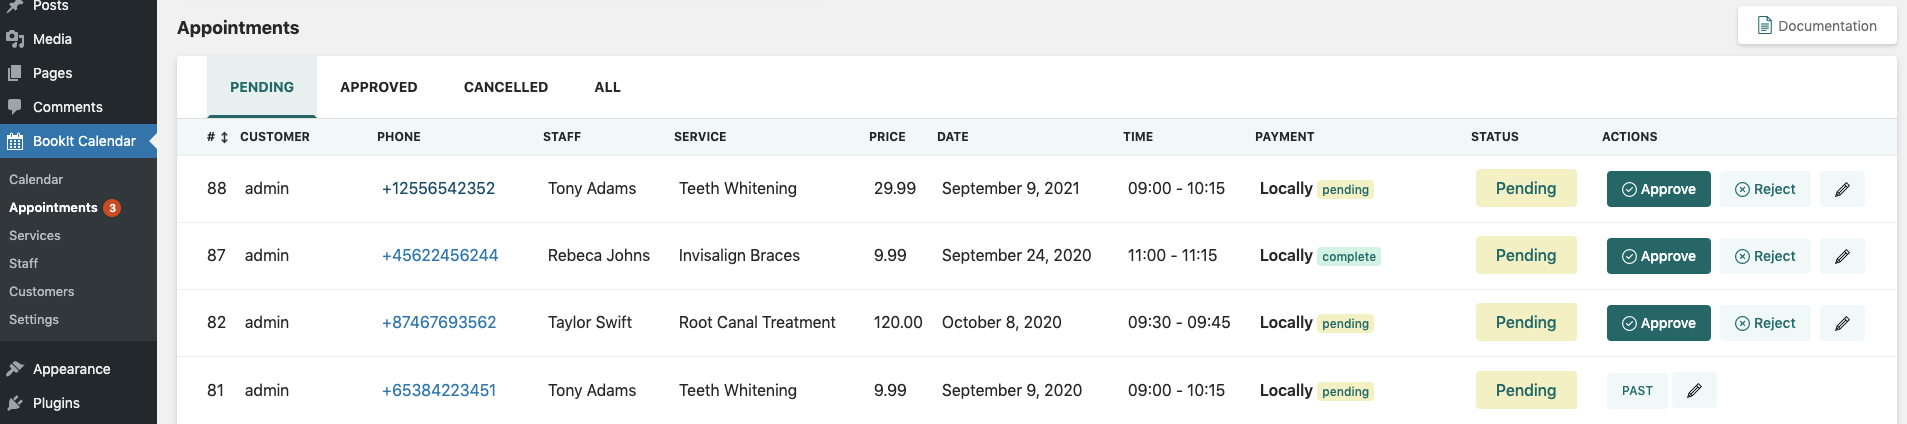 Posts
Media
Pages
Comments
BookIt Calendar
Calendar
Appointments 3
Services
Staff
Customers
Settings
Appearance
Plugins
Appointments
Documentation
PENDING APPROVED CANCELLED ALL
# CUSTOMER PHONE STAFF SERVICE PRICE DATE TIME PAYMENT STATUS ACTIONS
88 admin +12556542352 Tony Adams Teeth Whitening 29.99 September 9, 2021 09:00 - 10:15 Locally pending Pending Approve Reject
87 admin +45622456244 Rebeca Johns Invisalign Braces 9.99 September 24, 2020 11:00 - 11:15 Locally complete Pending Approve Reject
82 admin +87467693562 Taylor Swift Root Canal Treatment 120.00 October 8, 2020 09:30 - 09:45 Locally pending Pending Approve Reject
81 admin +65384223451 Tony Adams Teeth Whitening 9.99 September 9, 2020 09:00 - 10:15 Locally pending Pending PAST